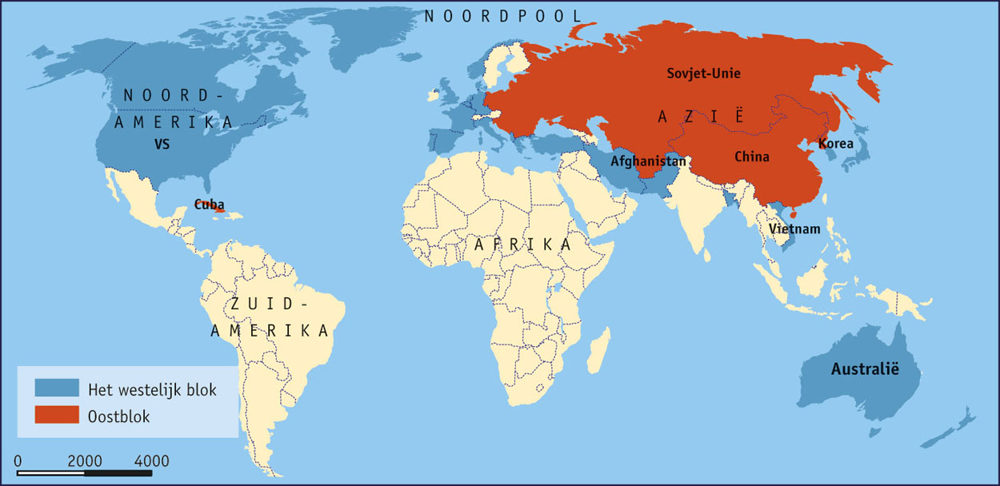 NOORDPOOL
NOORD-
AMERIKA
VS
Cuba
ZUID-
AMERIKA
AFRIKA
Sovjet-Unie
AZIË
China
Korea
Afghanistan
Vietnam
Australië
Het westelijk blok
Oostblok
0 2000 4000